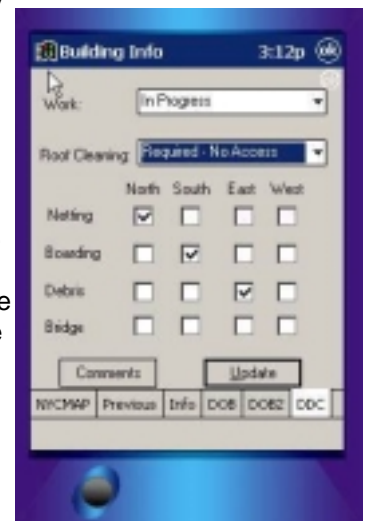 Building Info 3:12p ok
Work: In Progress
Roof Cleaning: Required - No Access
North South East West
Netting
Boarding
Debris
Bridge
Comments Update
NYCMAP Previous Info DOB DOB2 DDC